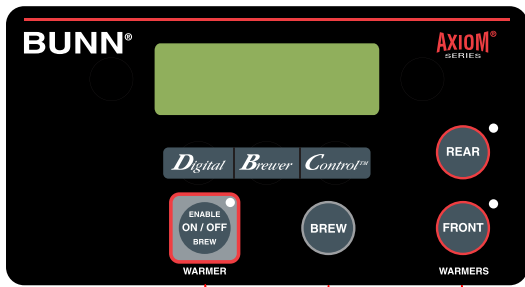 BUNN®
AXIOM®
SERIES
REAR
Digital Brewer Control™
ENABLE
ON / OFF
BREW
BREW
FRONT
WARMER
WARMERS